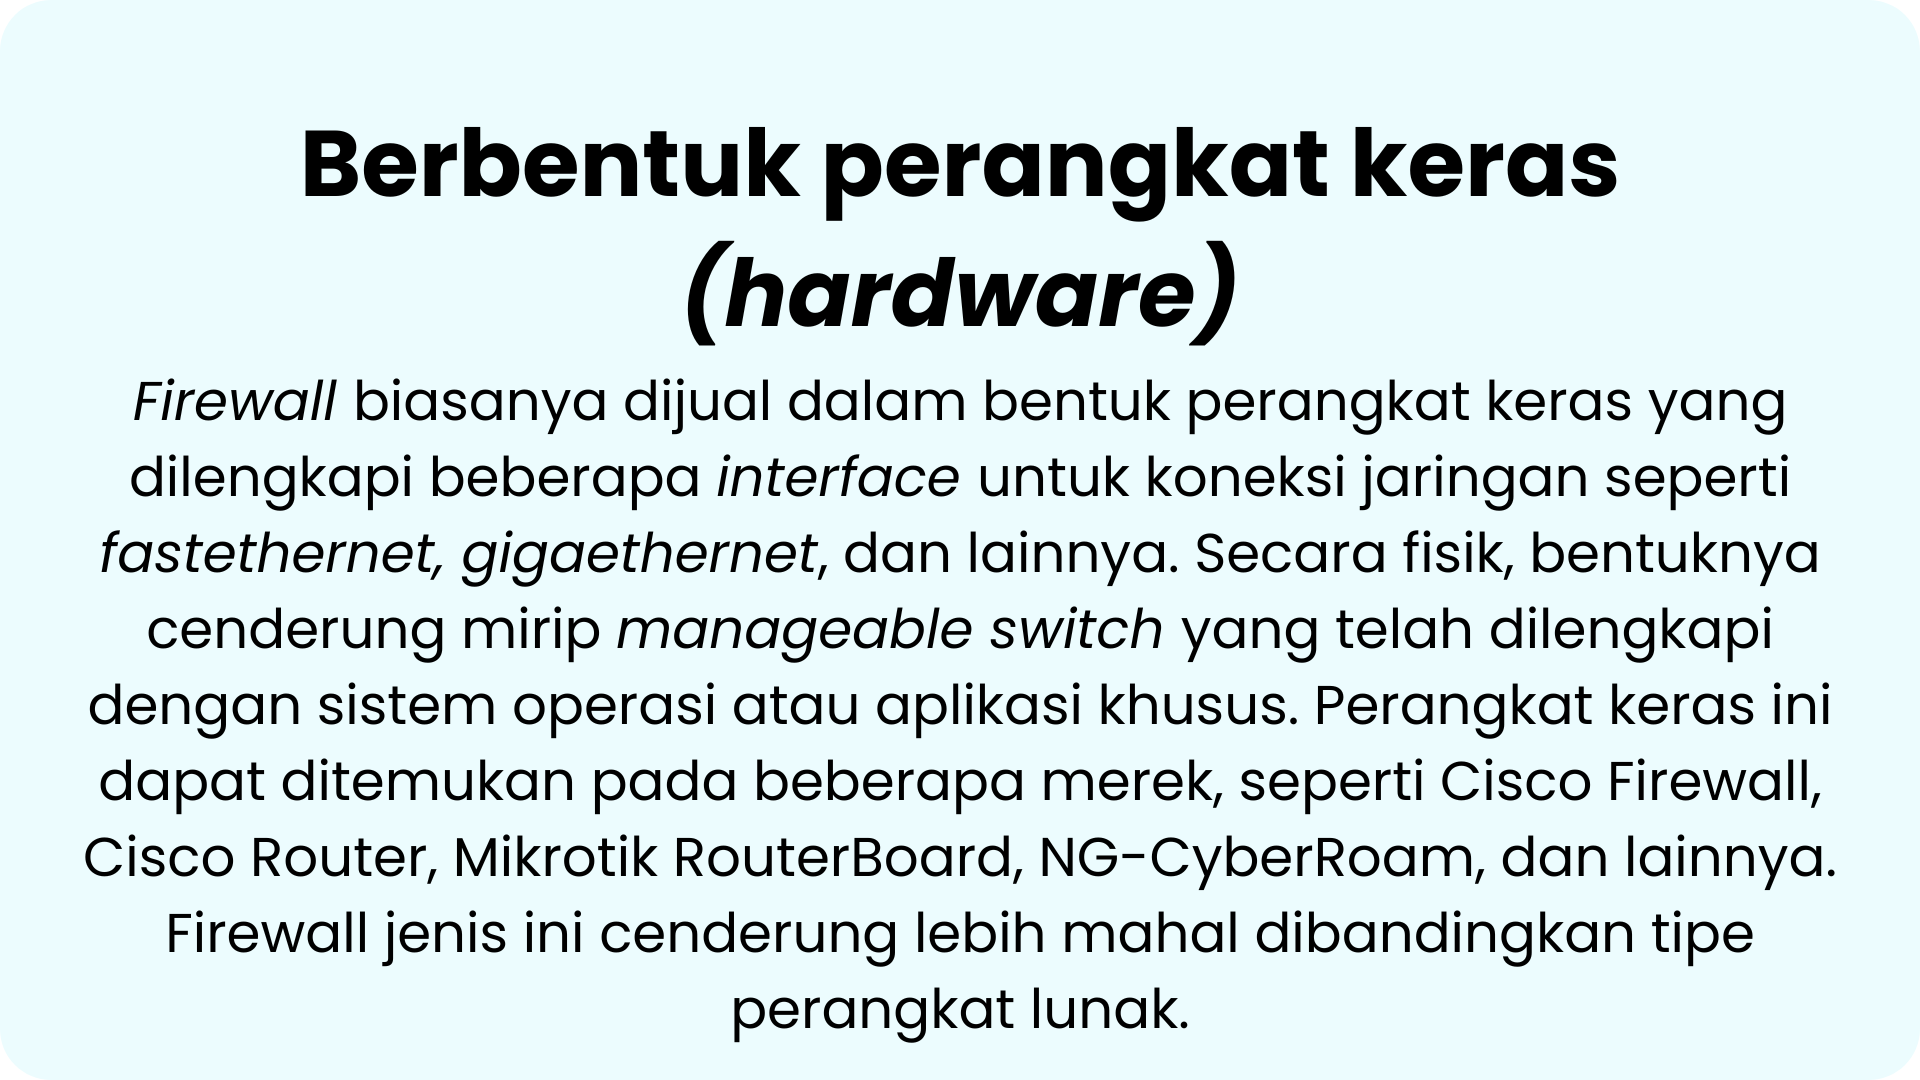 Berbentuk perangkat keras
(hardware)
Firewall biasanya dijual dalam bentuk perangkat keras yang
dilengkapi beberapa interface untuk koneksi jaringan seperti
fastethernet, gigaethernet, dan lainnya. Secara fisik, bentuknya
cenderung mirip manageable switch yang telah dilengkapi
dengan sistem operasi atau aplikasi khusus. Perangkat keras ini
dapat ditemukan pada beberapa merek, seperti Cisco Firewall,
Cisco Router, Mikrotik RouterBoard, NG-CyberRoam, dan lainnya.
Firewall jenis ini cenderung lebih mahal dibandingkan tipe
perangkat lunak.